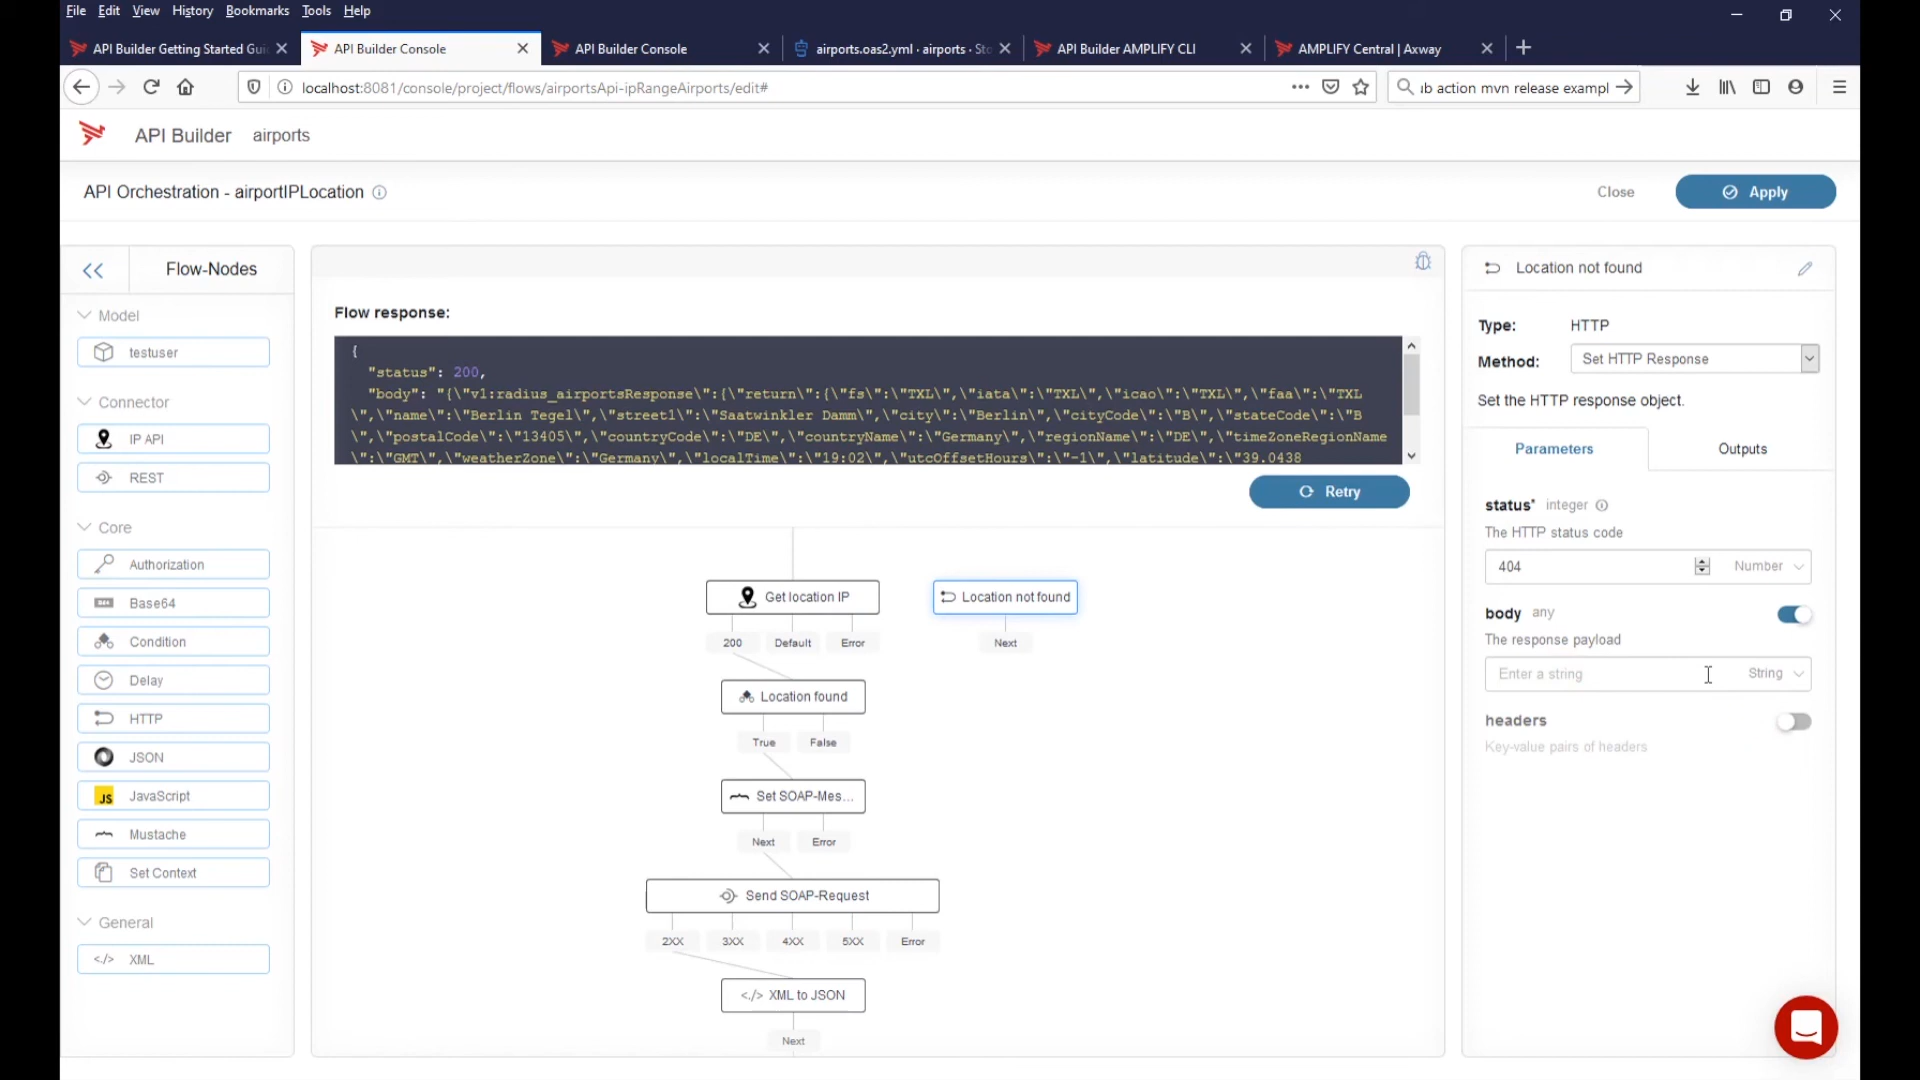 File Edit View History Bookmarks Tools Help
API Builder Getting Started Gui
API Builder Console
API Builder Console
airports.oas2.yml · airports · Sto
API Builder AMPLIFY CLI
AMPLIFY Central | Axway
localhost:8081/console/project/flows/airportsApi-ipRangeAirports/edit#
ub action mvn release exampl
API Builder airports
API Orchestration - airportIPLocation
Close
Apply
Flow-Nodes
Model
testuser
Connector
IP API
REST
Core
Authorization
Base64
Condition
Delay
HTTP
JSON
JS JavaScript
Mustache
Set Context
General
</> XML
Flow response:
{
"status": 200,
"body": "{\"v1:radius_airportsResponse\":{\"return\":{\"fs\":\"TXL\",\"iata\":\"TXL\",\"icao\":\"TXL\",\"faa\":\"TXL
\",\"name\":\"Berlin Tegel\",\"street1\":\"Saatwinkler Damm\",\"city\":\"Berlin\",\"cityCode\":\"B\",\"stateCode\":\"B
\",\"postalCode\":\"13405\",\"countryCode\":\"DE\",\"countryName\":\"Germany\",\"regionName\":\"DE\",\"timeZoneRegionName
\":\"GMT\",\"weatherZone\":\"Germany\",\"localTime\":\"19:02\",\"utcOffsetHours\":\"-1\",\"latitude\":\"39.0438
Retry
Get location IP
200 Default Error
Location not found
Next
Location found
True False
Set SOAP-Mes...
Next Error
Send SOAP-Request
2XX 3XX 4XX 5XX Error
</> XML to JSON
Next
Location not found
Type: HTTP
Method: Set HTTP Response
Set the HTTP response object.
Parameters Outputs
status* integer
The HTTP status code
404 Number
body any
The response payload
Enter a string String
headers
Key-value pairs of headers